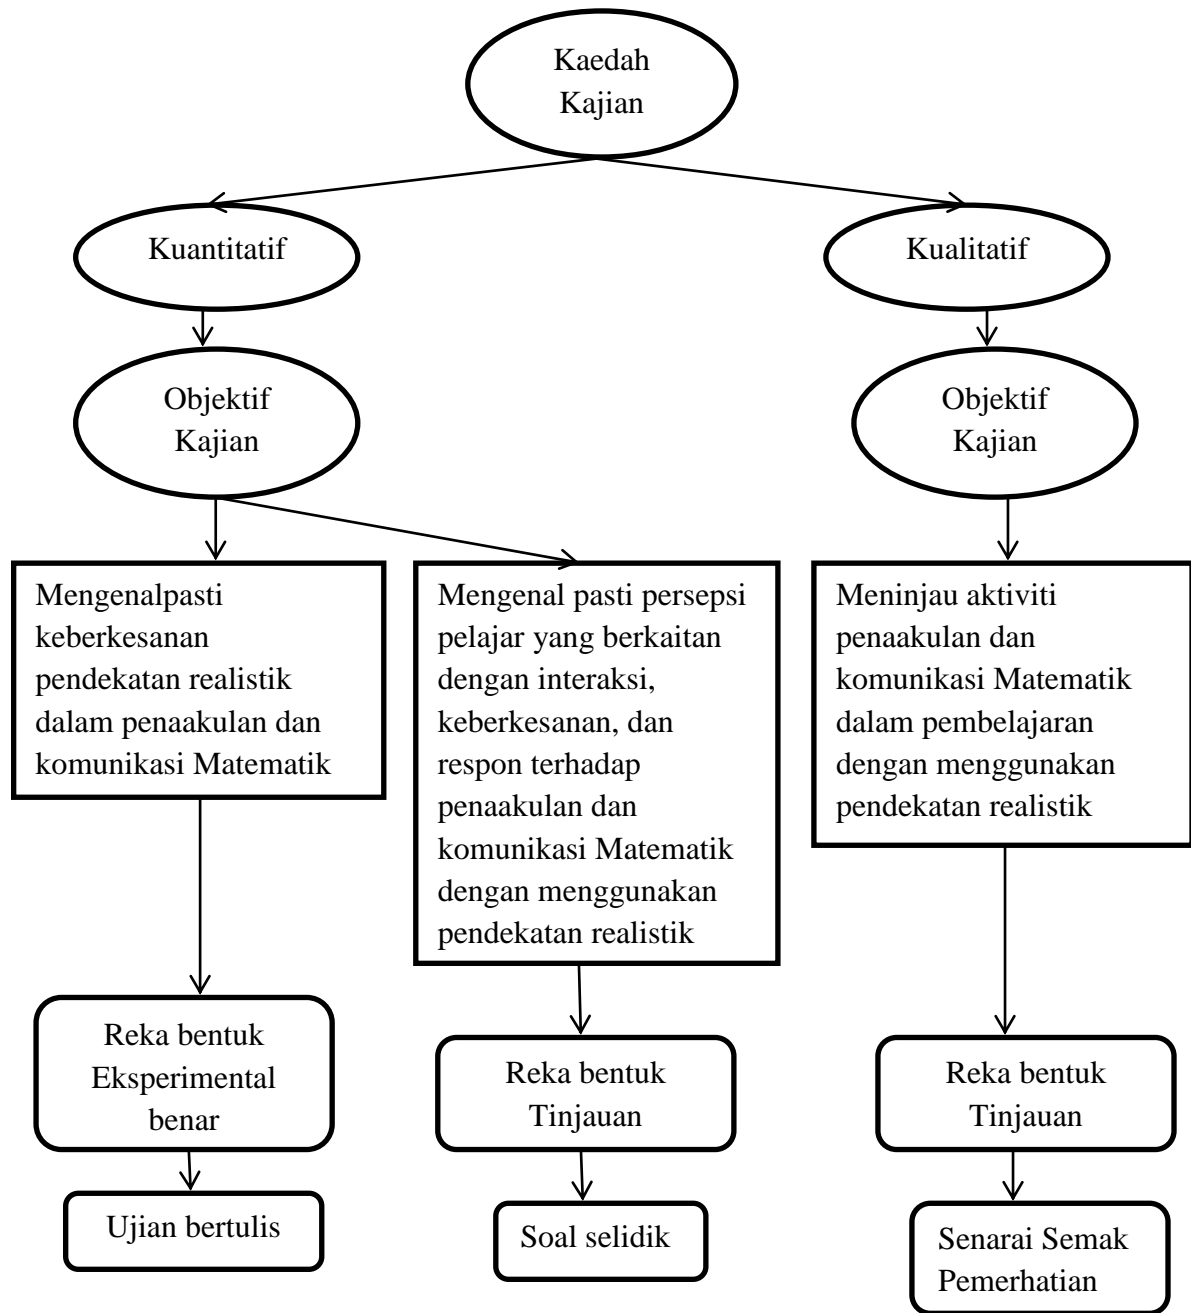 Kaedah
Kajian
Kuantitatif
Kualitatif
Objektif
Kajian
Objektif
Kajian
Mengenalpasti
keberkesanan
pendekatan realistik
dalam penaakulan dan
komunikasi Matematik
Mengenal pasti persepsi
pelajar yang berkaitan
dengan interaksi,
keberkesanan, dan
respon terhadap
penaakulan dan
komunikasi Matematik
dengan menggunakan
pendekatan realistik
Meninjau aktiviti
penaakulan dan
komunikasi Matematik
dalam pembelajaran
dengan menggunakan
pendekatan realistik
Reka bentuk
Eksperimental
benar
Reka bentuk
Tinjauan
Reka bentuk
Tinjauan
Ujian bertulis
Soal selidik
Senarai Semak
Pemerhatian